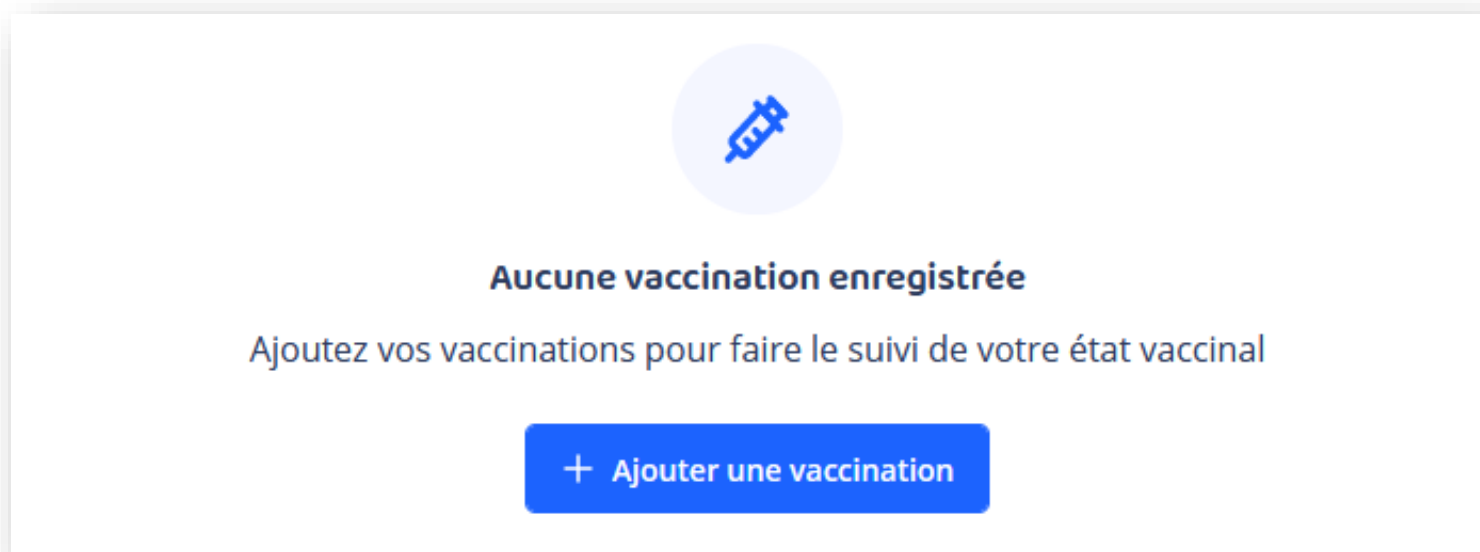 Aucune vaccination enregistrée
Ajoutez vos vaccinations pour faire le suivi de votre état vaccinal
+ Ajouter une vaccination